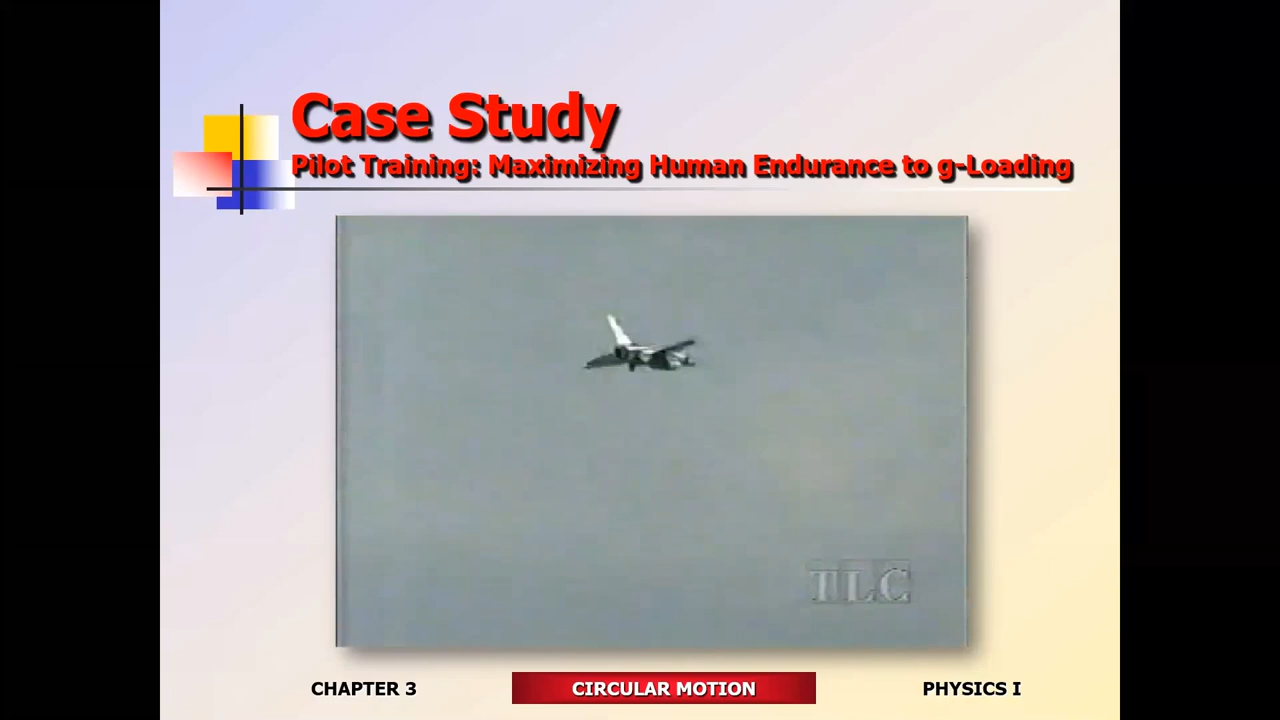 Case Study
Pilot Training: Maximizing Human Endurance to g-Loading
TLC
CHAPTER 3
CIRCULAR MOTION
PHYSICS I